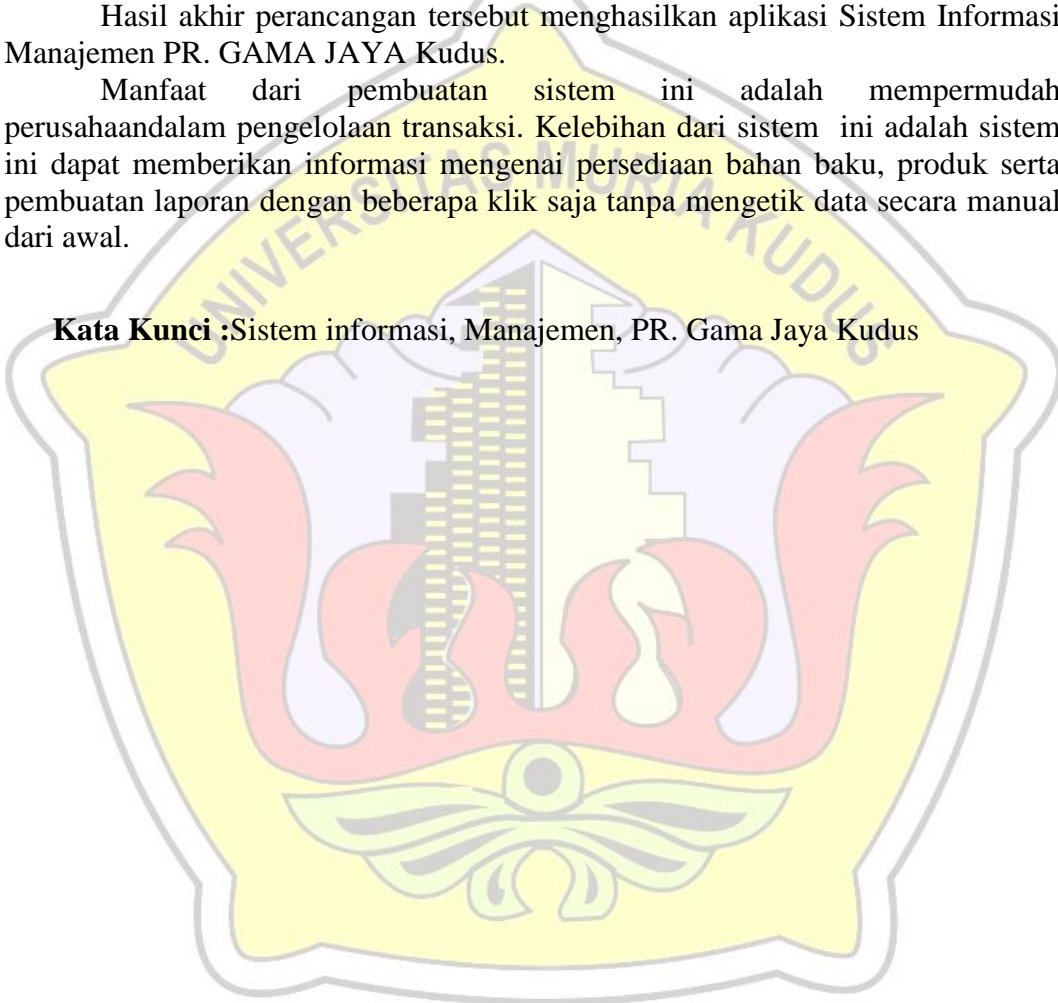 Hasil akhir perancangan tersebut menghasilkan aplikasi Sistem Informasi
Manajemen PR. GAMA JAYA Kudus.
Manfaat dari pembuatan sistem ini adalah mempermudah
perusahaandalam pengelolaan transaksi. Kelebihan dari sistem ini adalah sistem
ini dapat memberikan informasi mengenai persediaan bahan baku, produk serta
pembuatan laporan dengan beberapa klik saja tanpa mengetik data secara manual
dari awal.
UNIVERSITAS MURIA KUDUS
Kata Kunci :Sistem informasi, Manajemen, PR. Gama Jaya Kudus